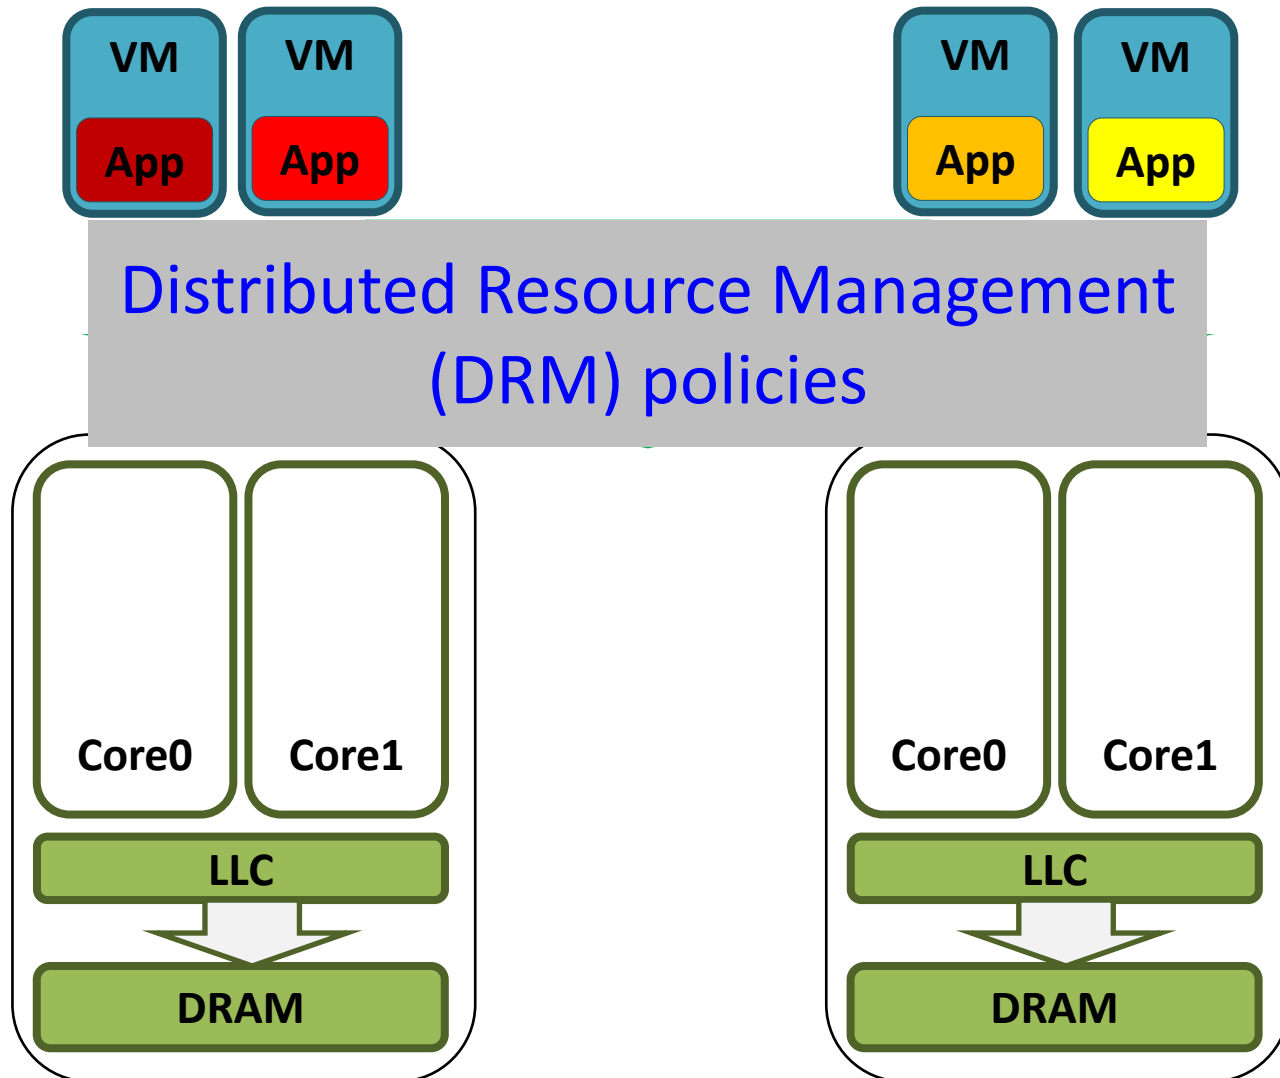 VM
VM
VM
VM
App
App
App
App
Distributed Resource Management
(DRM) policies
Core0
Core1
Core0
Core1
LLC
LLC
DRAM
DRAM